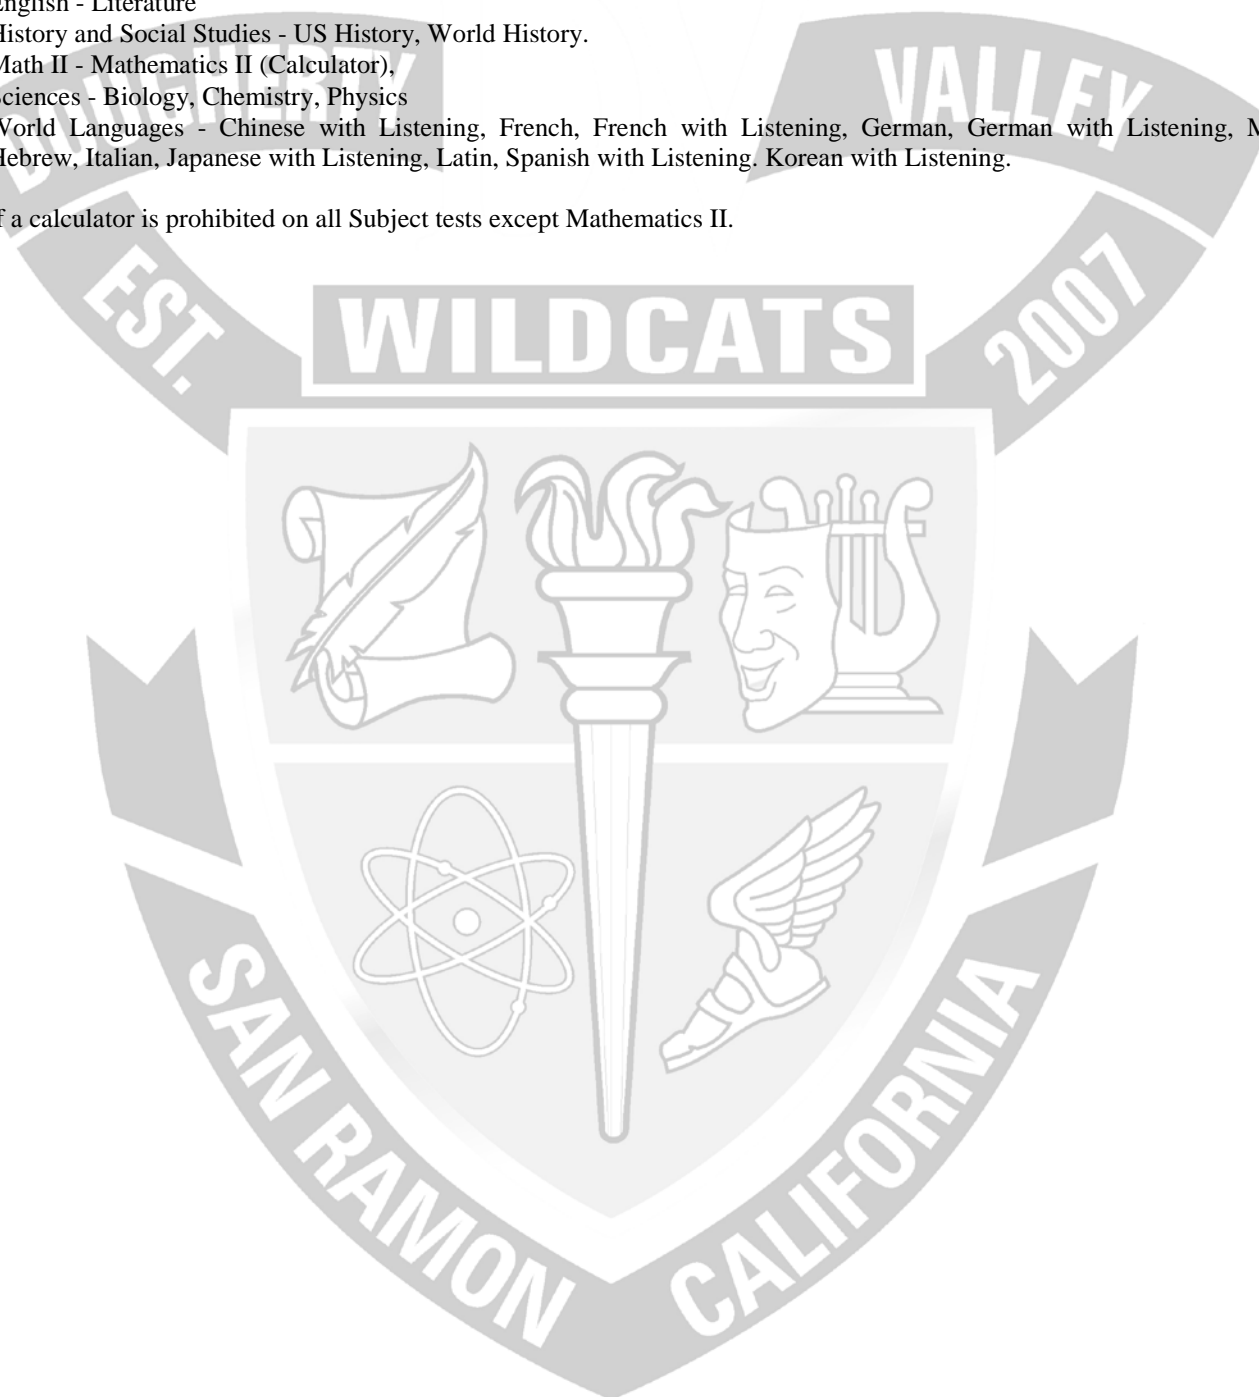 English - Literature
History and Social Studies - US History, World History.
Math II - Mathematics II (Calculator),
Sciences - Biology, Chemistry, Physics
World Languages - Chinese with Listening, French, French with Listening, German, German with Listening,
Hebrew, Italian, Japanese with Listening, Latin, Spanish with Listening. Korean with Listening.
a calculator is prohibited on all Subject tests except Mathematics II.
DOUGHERTY VALLEY
EST. 2007
WILDCATS
SAN RAMON CALIFORNIA